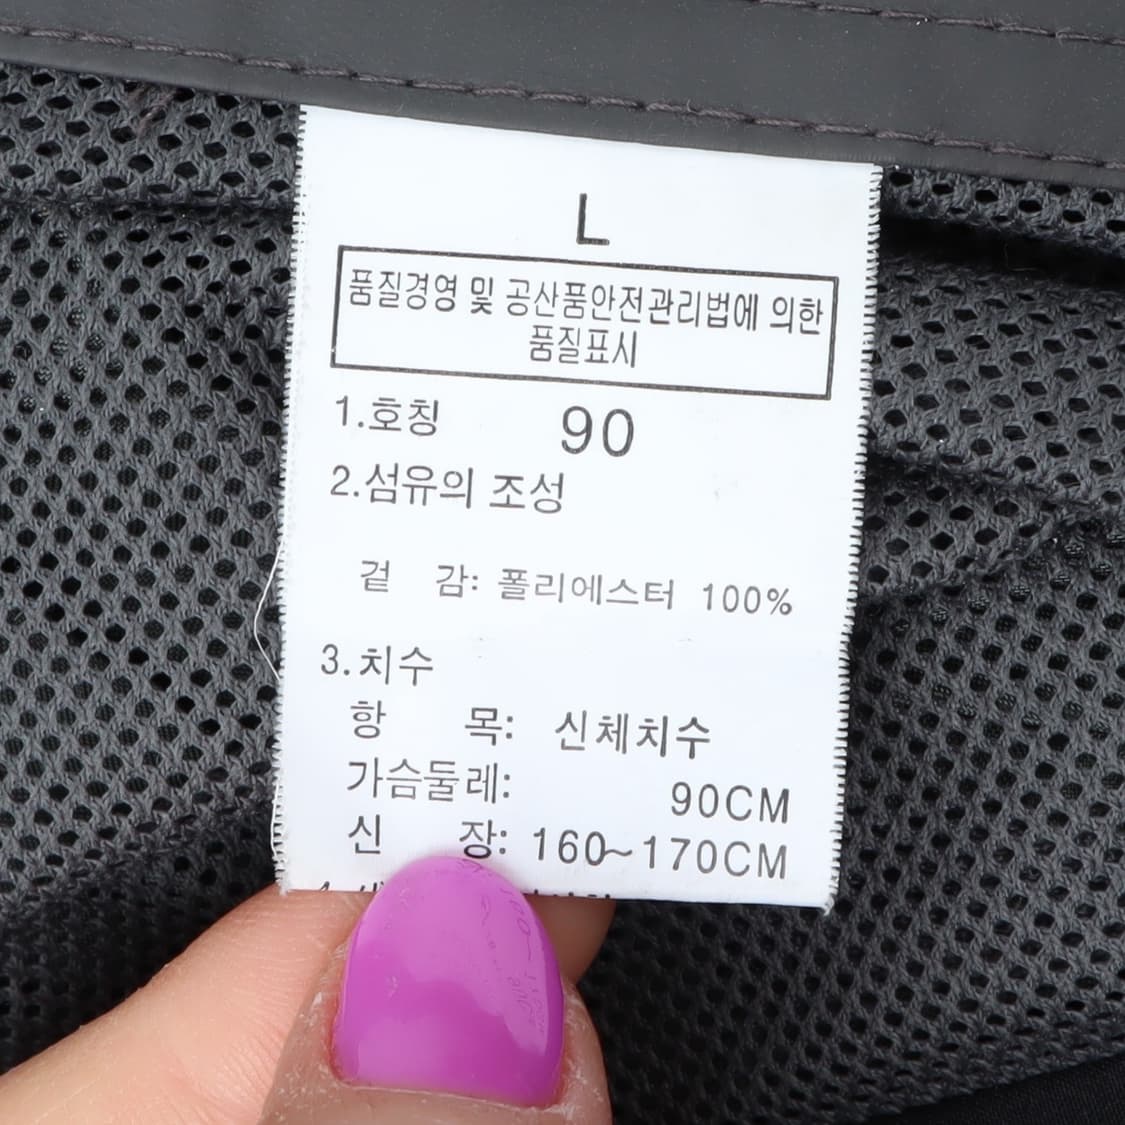 L
품질경영 및 공산품안전관리법에 의한
품질표시
1.호칭 90
2.섬유의 조성
겉 감: 폴리에스터 100%
3.치수
항 목: 신체치수
가슴둘레: 90CM
신 장: 160~170CM